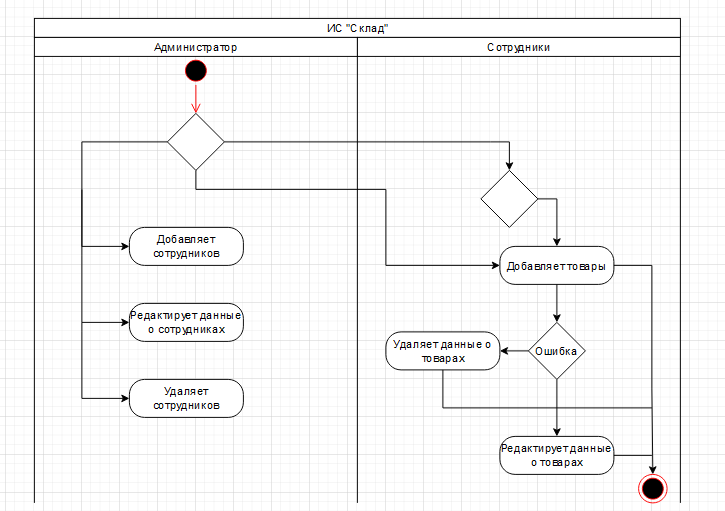 ИС "Склад"
Администратор
Сотрудники
Добавляет
сотрудников
Добавляет товары
Редактирует данные
о сотрудниках
Удаляет данные о
товарах
Ошибка
Удаляет
сотрудников
Редактирует данные
о товарах